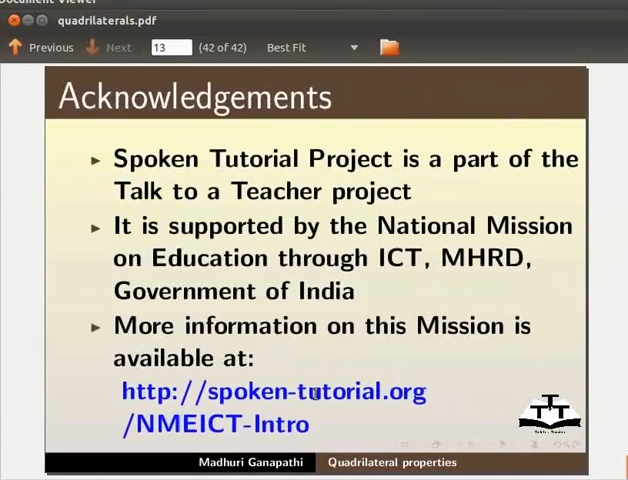 Document Viewer
quadrilaterals.pdf
Previous Next 13 (42 of 42) Best Fit
Acknowledgements
Spoken Tutorial Project is a part of the
Talk to a Teacher project
It is supported by the National Mission
on Education through ICT, MHRD,
Government of India
More information on this Mission is
available at:
http://spoken-tutorial.org
/NMEICT-Intro
Madhuri Ganapathi Quadrilateral properties